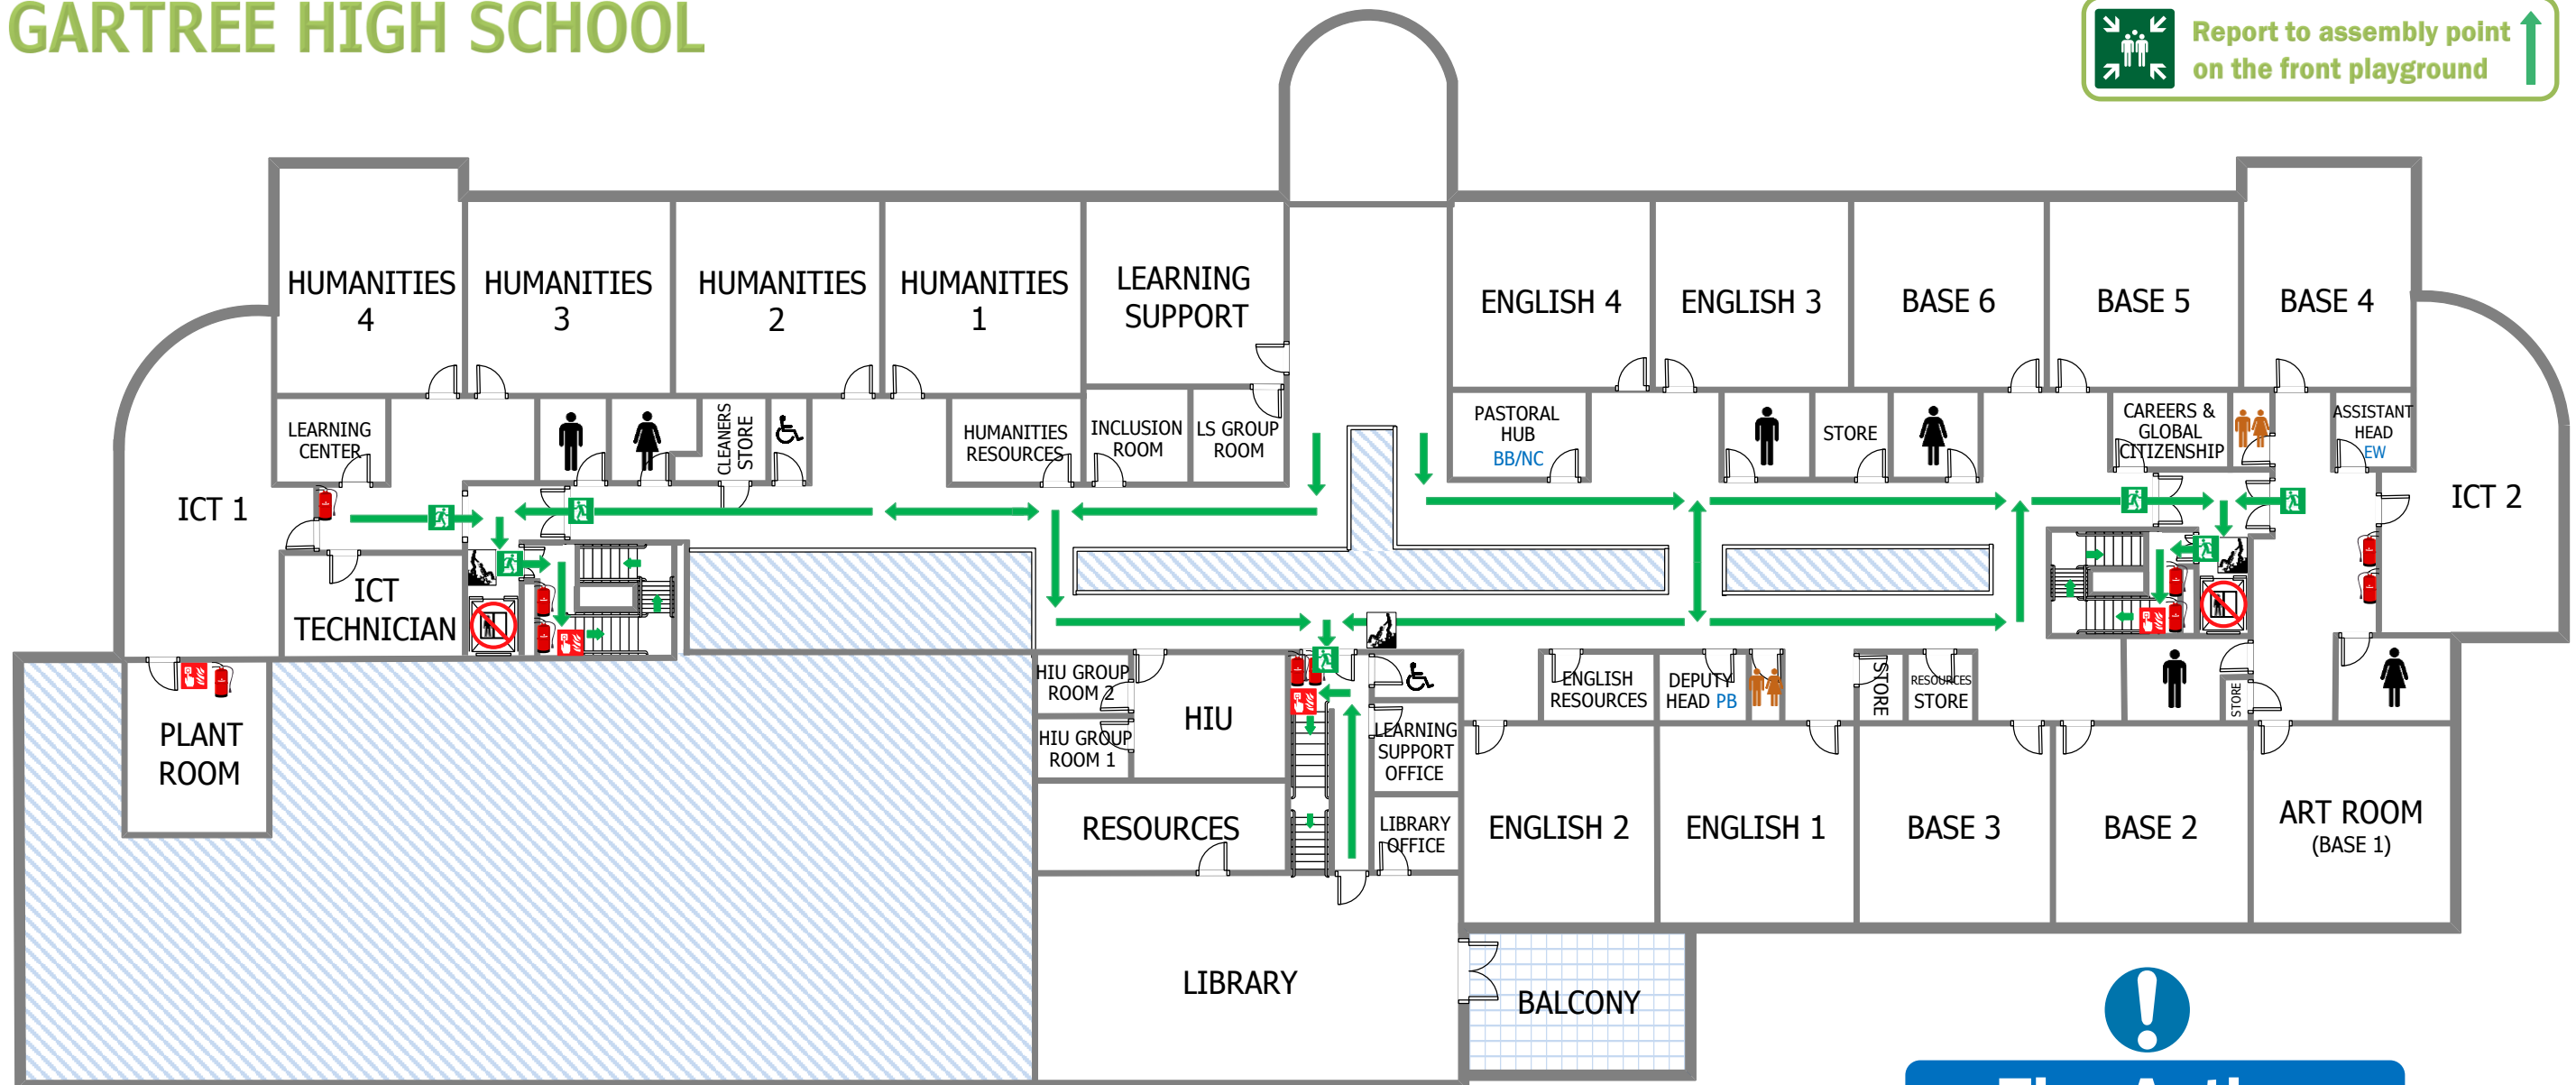 GARTREE HIGH SCHOOL
Report to assembly point
on the front playground
HUMANITIES
4
HUMANITIES
3
HUMANITIES
2
HUMANITIES
1
LEARNING
SUPPORT
ENGLISH 4
ENGLISH 3
BASE 6
BASE 5
BASE 4
LEARNING
CENTER
CLEANERS
STORE
HUMANITIES
RESOURCES
INCLUSION
ROOM
LS GROUP
ROOM
PASTORAL
HUB
BB/NC
STORE
CAREERS &
GLOBAL
CITIZENSHIP
ASSISTANT
HEAD
EW
ICT 1
ICT 2
ICT
TECHNICIAN
PLANT
ROOM
HIU GROUP
ROOM 2
HIU GROUP
ROOM 1
HIU
RESOURCES
LEARNING
SUPPORT
OFFICE
LIBRARY
OFFICE
ENGLISH
RESOURCES
DEPUTY
HEAD PB
STORE
RESOURCES
STORE
STORE
ENGLISH 2
ENGLISH 1
BASE 3
BASE 2
ART ROOM
(BASE 1)
LIBRARY
BALCONY